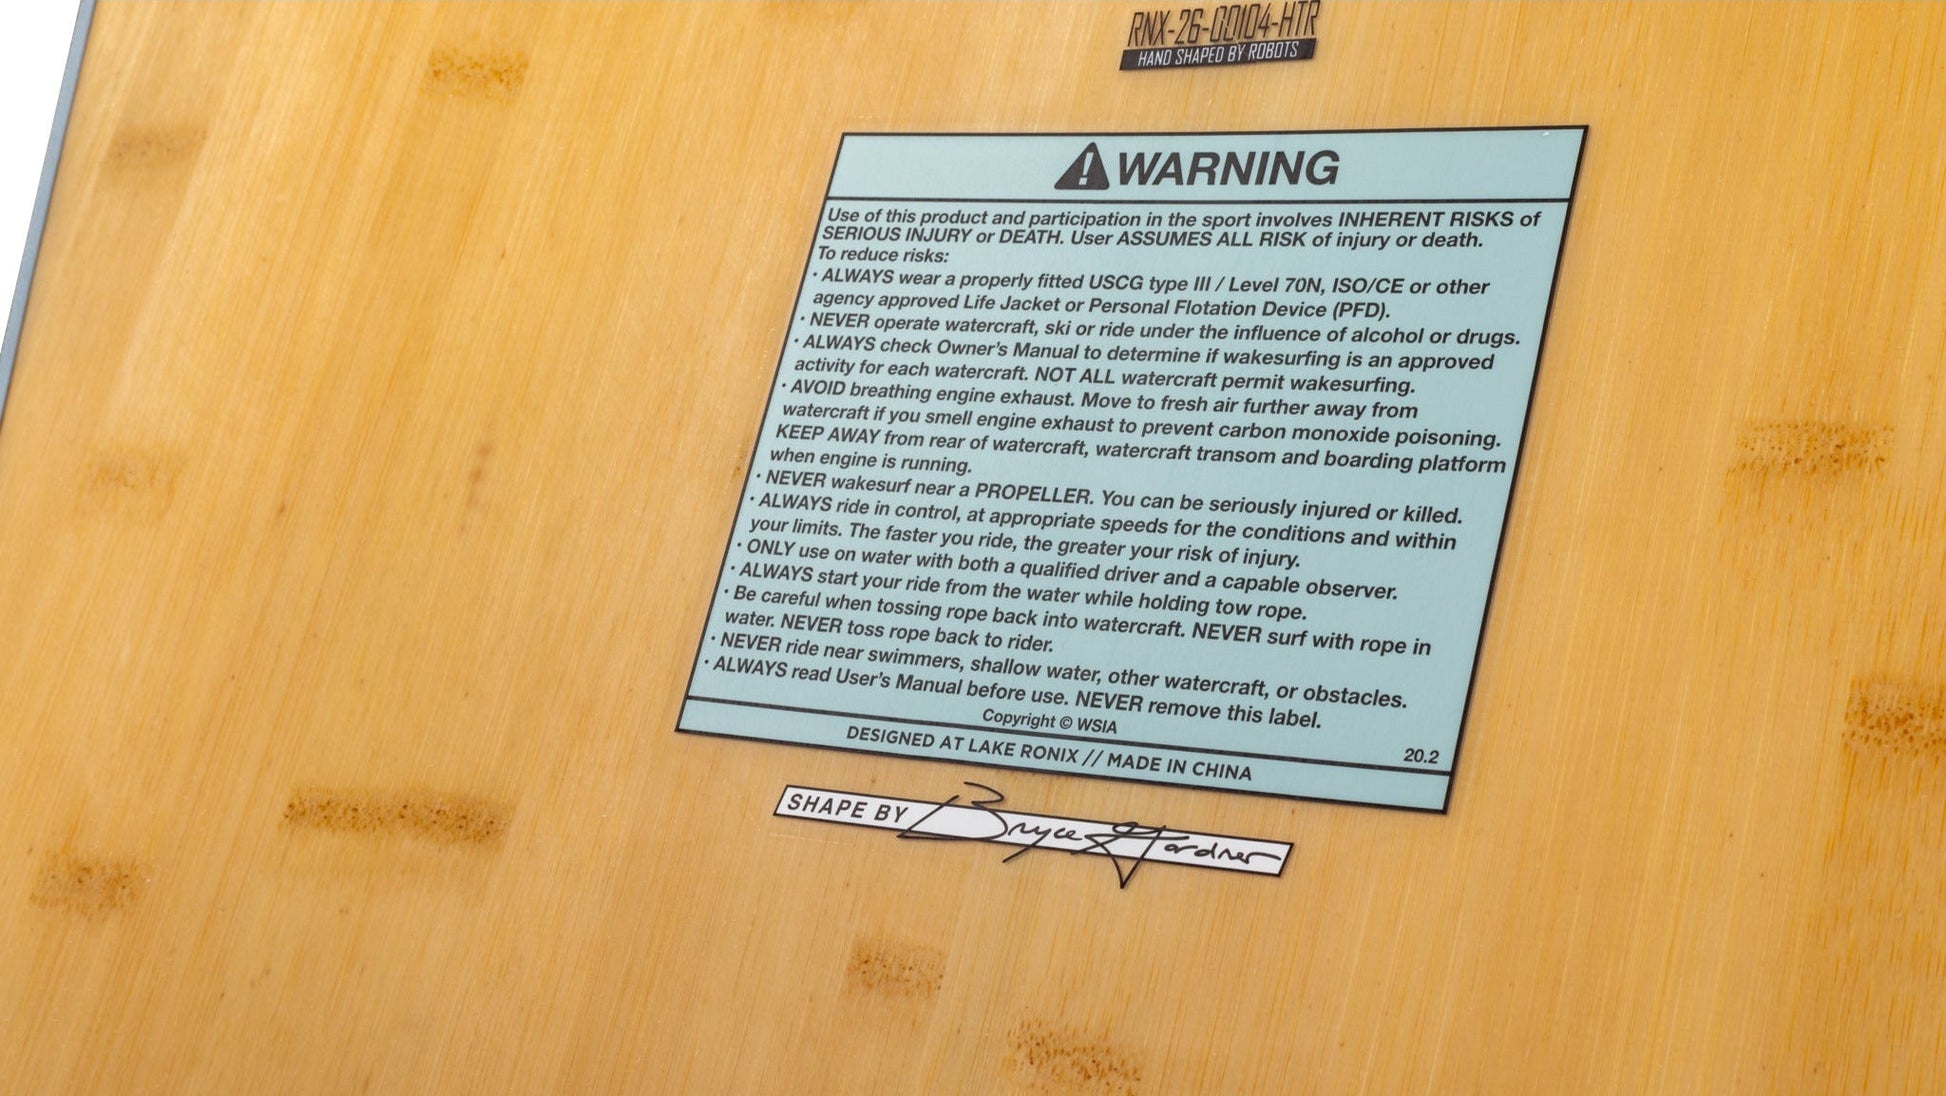 RNX-26-00104-HTR
HAND SHAPED BY ROBOTS
WARNING
Use of this product and participation in the sport involves INHERENT RISKS of
SERIOUS INJURY or DEATH. User ASSUMES ALL RISK of injury or death.
To reduce risks:
· ALWAYS wear a properly fitted USCG type III / Level 70N, ISO/CE or other
agency approved Life Jacket or Personal Flotation Device (PFD).
· NEVER operate watercraft, ski or ride under the influence of alcohol or drugs.
· ALWAYS check Owner's Manual to determine if wakesurfing is an approved
activity for each watercraft. NOT ALL watercraft permit wakesurfing.
· AVOID breathing engine exhaust. Move to fresh air further away from
watercraft if you smell engine exhaust to prevent carbon monoxide poisoning.
KEEP AWAY from rear of watercraft, watercraft transom and boarding platform
when engine is running.
· NEVER wakesurf near a PROPELLER. You can be seriously injured or killed.
· ALWAYS ride in control, at appropriate speeds for the conditions and within
your limits. The faster you ride, the greater your risk of injury.
· ONLY use on water with both a qualified driver and a capable observer.
· ALWAYS start your ride from the water while holding tow rope.
· Be careful when tossing rope back into watercraft. NEVER surf with rope in
water. NEVER toss rope back to rider.
· NEVER ride near swimmers, shallow water, other watercraft, or obstacles.
· ALWAYS read User's Manual before use. NEVER remove this label.
Copyright © WSIA
20.2
DESIGNED AT LAKE RONIX // MADE IN CHINA
SHAPE BY Bryce Gardner